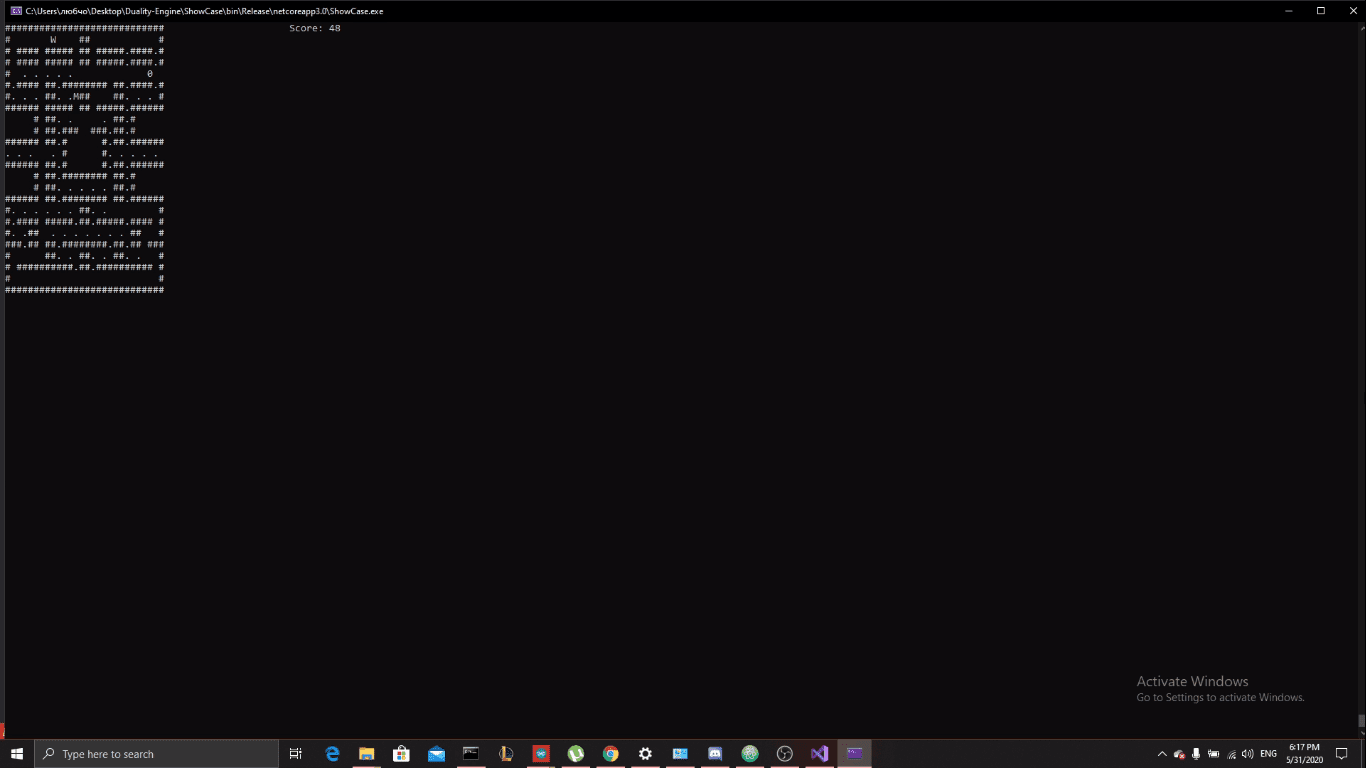 C:\Users\любчо\Desktop\Duality-Engine\ShowCase\bin\Release\netcoreapp3.0\ShowCase.exe
############################ Score: 48
#       W    ##            #
# #### ##### ## #####.####.#
# #### ##### ## #####.####.#
#  . . . . .             0
#.#### ##.######## ##.####.#
#. . . ##. .M##    ##. . . #
###### ##### ## #####.######
     # ##. .     . ##.#
     # ##.###  ###.##.#
###### ##.#      #.##.######
. . .   . #      #. . . . .
###### ##.#      #.##.######
     # ##.######## ##.#
     # ##. . . . . ##.#
###### ##.######## ##.######
#. . . . . . ##. .         #
#.#### #####.##.#####.#### #
#. .##  . . . . . . . ##   #
###.## ##.########.##.## ###
#      ##. . ##. . ##. .   #
# ##########.##.########## #
#                          #
############################
Activate Windows
Go to Settings to activate Windows.
Type here to search
ENG
6:17 PM
5/31/2020